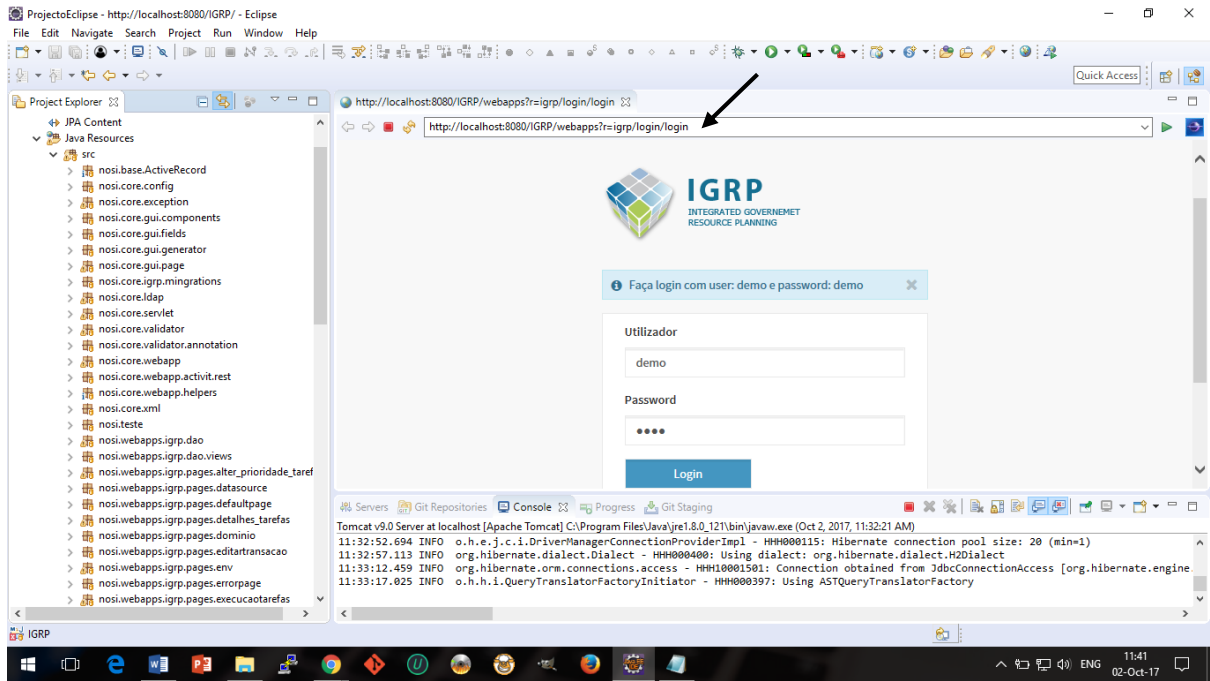 ProjectoEclipse - http://localhost:8080/IGRP/ - Eclipse
File Edit Navigate Search Project Run Window Help
Quick Access
Project Explorer
http://localhost:8080/IGRP/webapps?r=igrp/login/login
http://localhost:8080/IGRP/webapps?r=igrp/login/login
JPA Content
Java Resources
src
nosi.base.ActiveRecord
nosi.core.config
nosi.core.exception
nosi.core.gui.components
nosi.core.gui.fields
nosi.core.gui.generator
nosi.core.gui.page
nosi.core.igrp.mingrations
nosi.core.ldap
nosi.core.servlet
nosi.core.validator
nosi.core.validator.annotation
nosi.core.webapp
nosi.core.webapp.activit.rest
nosi.core.webapp.helpers
nosi.core.xml
nosi.teste
nosi.webapps.igrp.dao
nosi.webapps.igrp.dao.views
nosi.webapps.igrp.pages.alter_prioridade_taref
nosi.webapps.igrp.pages.datasource
nosi.webapps.igrp.pages.defaultpage
nosi.webapps.igrp.pages.detalhes_tarefas
nosi.webapps.igrp.pages.dominio
nosi.webapps.igrp.pages.editartransacao
nosi.webapps.igrp.pages.env
nosi.webapps.igrp.pages.errorpage
nosi.webapps.igrp.pages.execucaotarefas
IGRP
INTEGRATED GOVERNEMET
RESOURCE PLANNING
Faça login com user: demo e password: demo
Utilizador
demo
Password
Login
Servers Git Repositories Console Progress Git Staging
Tomcat v9.0 Server at localhost [Apache Tomcat] C:\Program Files\Java\jre1.8.0_121\bin\javaw.exe (Oct 2, 2017, 11:32:21 AM)
11:32:52.694 INFO o.h.e.j.c.i.DriverManagerConnectionProviderImpl - HHH000115: Hibernate connection pool size: 20 (min=1)
11:32:57.113 INFO org.hibernate.dialect.Dialect - HHH000400: Using dialect: org.hibernate.dialect.H2Dialect
11:33:12.459 INFO org.hibernate.orm.connections.access - HHH10001501: Connection obtained from JdbcConnectionAccess [org.hibernate.engine.
11:33:17.025 INFO o.h.h.i.QueryTranslatorFactoryInitiator - HHH000397: Using ASTQueryTranslatorFactory
IGRP
ENG
11:41
02-Oct-17